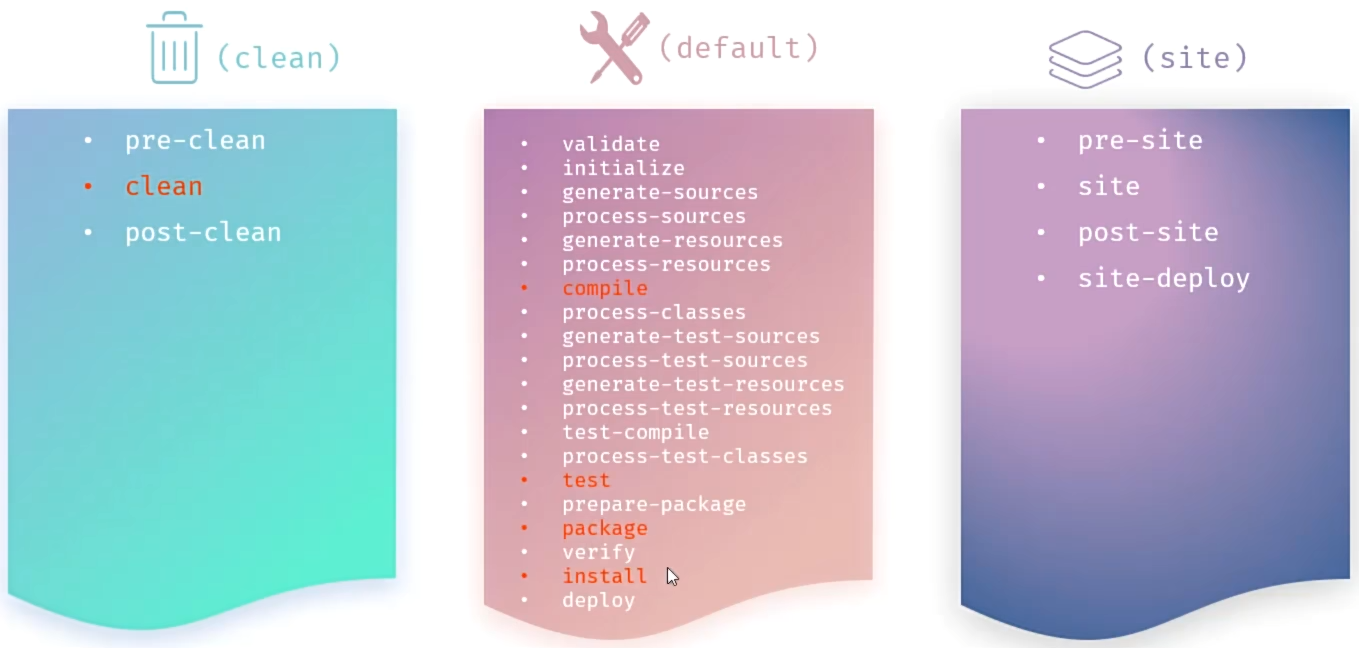 (clean)
• pre-clean
• clean
• post-clean
(default)
• validate
• initialize
• generate-sources
• process-sources
• generate-resources
• process-resources
• compile
• process-classes
• generate-test-sources
• process-test-sources
• generate-test-resources
• process-test-resources
• test-compile
• process-test-classes
• test
• prepare-package
• package
• verify
• install
• deploy
(site)
• pre-site
• site
• post-site
• site-deploy